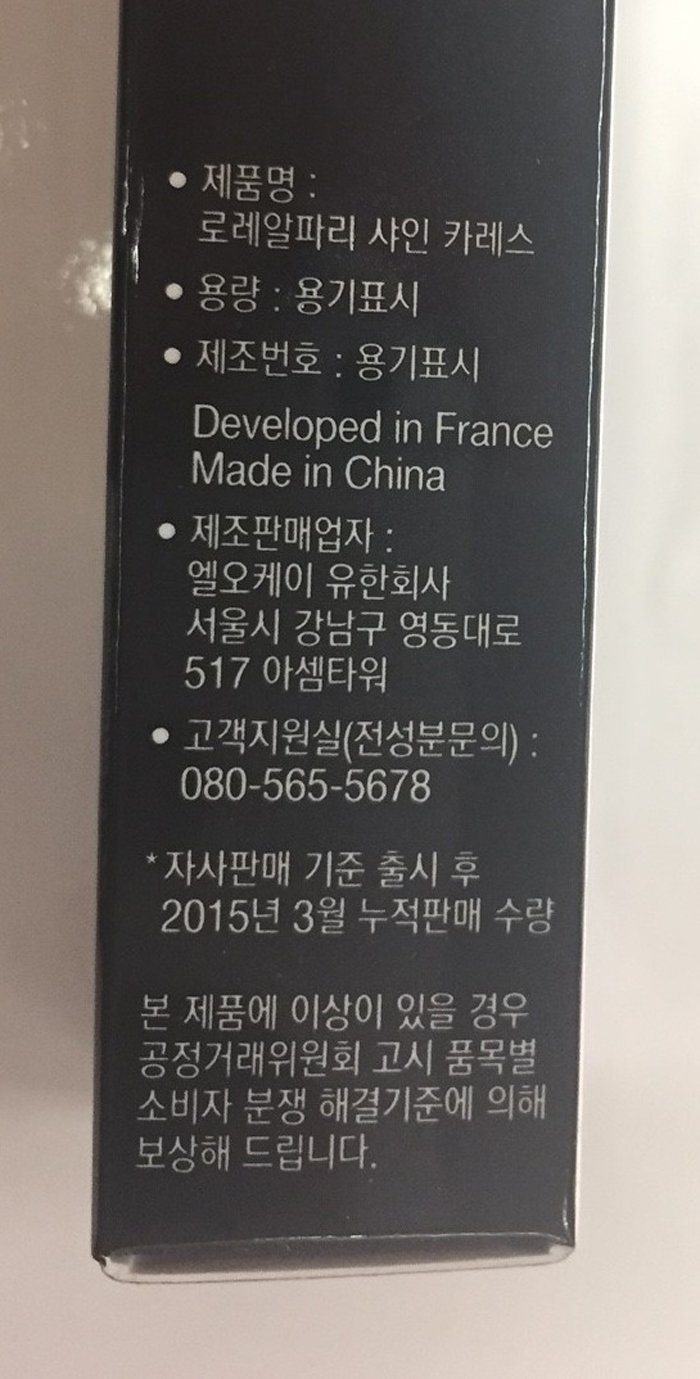 • 제품명 :
로레알파리 샤인 카레스
• 용량 : 용기표시
• 제조번호 : 용기표시
Developed in France
Made in China
• 제조판매업자 :
엘오케이 유한회사
서울시 강남구 영동대로
517 아셈타워
• 고객지원실(전성분문의) :
080-565-5678
* 자사판매 기준 출시 후
2015년 3월 누적판매 수량
본 제품에 이상이 있을 경우
공정거래위원회 고시 품목별
소비자 분쟁 해결기준에 의해
보상해 드립니다.